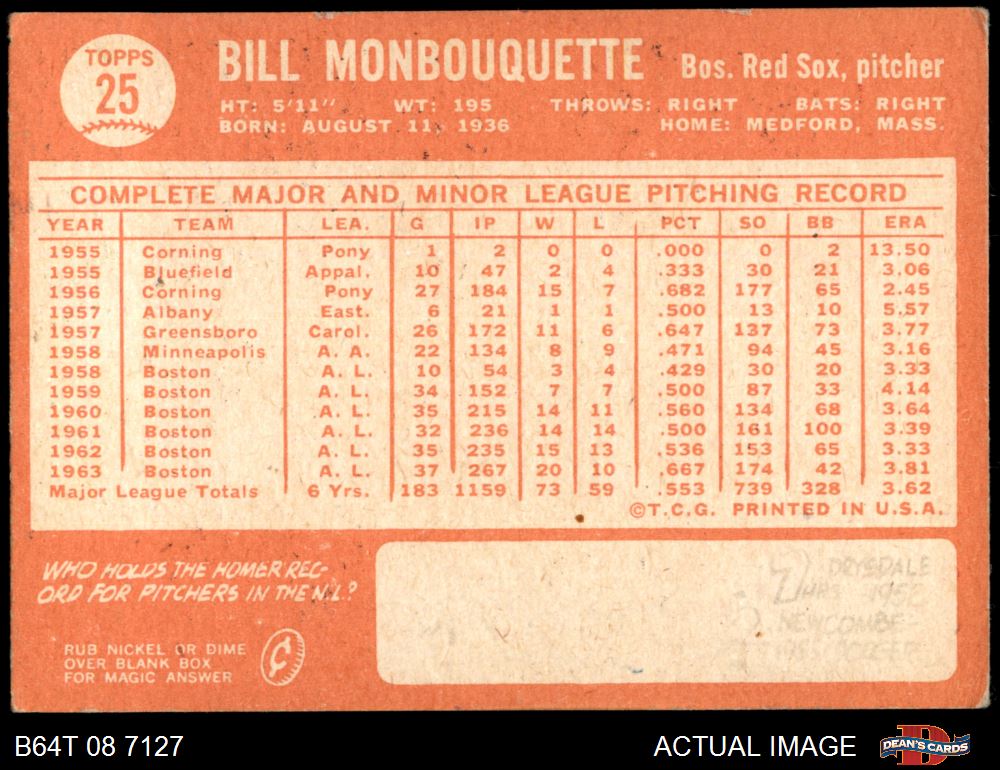 TOPPS
25
BILL MONBOUQUETTE Bos. Red Sox, pitcher
HT: 5'11" WT: 195 THROWS: RIGHT BATS: RIGHT
BORN: AUGUST 11, 1936 HOME: MEDFORD, MASS.
COMPLETE MAJOR AND MINOR LEAGUE PITCHING RECORD
YEAR TEAM LEA. G IP W L PCT SO BB ERA
1955 Corning Pony 1 2 0 0 .000 0 2 13.50
1955 Bluefield Appal. 10 47 2 4 .333 30 21 3.06
1956 Corning Pony 27 184 15 7 .682 177 65 2.45
1957 Albany East. 6 21 1 1 .500 13 10 5.57
1957 Greensboro Carol. 26 172 11 6 .647 137 73 3.77
1958 Minneapolis A. A. 22 134 8 9 .471 94 45 3.16
1958 Boston A. L. 10 54 3 4 .429 30 20 3.33
1959 Boston A. L. 34 152 7 7 .500 87 33 4.14
1960 Boston A. L. 35 215 14 11 .560 134 68 3.64
1961 Boston A. L. 32 236 14 14 .500 161 100 3.39
1962 Boston A. L. 35 235 15 13 .536 153 65 3.33
1963 Boston A. L. 37 267 20 10 .667 174 42 3.81
Major League Totals 6 Yrs. 183 1159 73 59 .553 739 328 3.62
©T.C.G. PRINTED IN U.S.A.
WHO HOLDS THE HOMER REC-
ORD FOR PITCHERS IN THE N.L.?
RUB NICKEL OR DIME
OVER BLANK BOX
FOR MAGIC ANSWER
¢
7 DRYSDALE
HRS
NEWCOMBE
B64T 08 7127 ACTUAL IMAGE DEAN'S CARDS